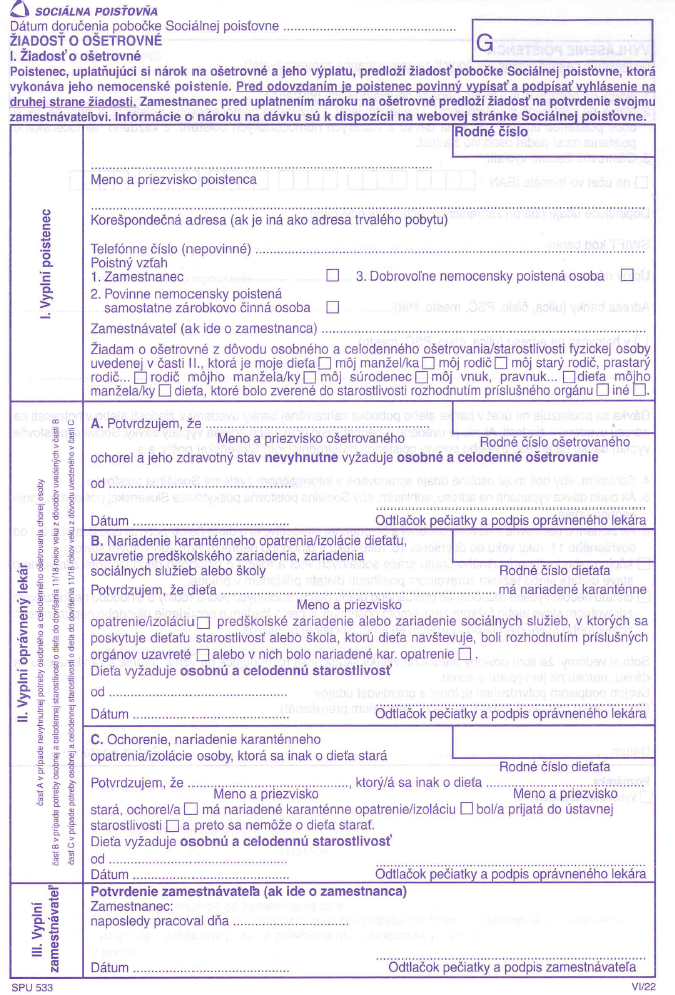 SOCIÁLNA POISŤOVŇA
Dátum doručenia pobočke Sociálnej poisťovne
ŽIADOSŤ O OŠETROVNÉ
G
I. Žiadosť o ošetrovné
Poistenec, uplatňujúci si nárok na ošetrovné a jeho výplatu, predloží žiadosť pobočke Sociálnej poisťovne, ktorá
vykonáva jeho nemocenské poistenie. Pred odovzdaním je poistenec povinný vypísať a podpísať vyhlásenie na
druhej strane žiadosti. Zamestnanec pred uplatnením nároku na ošetrovné predloží žiadosť na potvrdenie svojmu
zamestnávateľovi. Informácie o nároku na dávku sú k dispozícii na webovej stránke Sociálnej poisťovne.
I. Vyplní poistenec
Rodné číslo
Meno a priezvisko poistenca
Korešpondečná adresa (ak je iná ako adresa trvalého pobytu)
Telefónne číslo (nepovinné)
Poistný vzťah
1. Zamestnanec ☐ 3. Dobrovoľne nemocensky poistená osoba ☐
2. Povinne nemocensky poistená
samostatne zárobkovo činná osoba ☐
Zamestnávateľ (ak ide o zamestnanca)
Žiadam o ošetrovné z dôvodu osobného a celodenného ošetrovania/starostlivosti fyzickej osoby
uvedenej v časti II., ktorá je moje dieťa ☐ môj manžel/ka ☐ môj rodič ☐ môj starý rodič, prastarý
rodič... ☐ rodič môjho manžela/ky ☐ môj súrodenec ☐ môj vnuk, pravnuk... ☐ dieťa môjho
manžela/ky ☐ dieťa, ktoré bolo zverené do starostlivosti rozhodnutím príslušného orgánu ☐ iné ☐.
II. Vyplní oprávnený lekár
časť A v prípade nevyhnutnej potreby osobného a celodenného ošetrovania chorej osoby
časť B v prípade potreby osobnej a celodennej starostlivosti o dieťa do dovŕšenia 11/18 rokov veku z dôvodov uvedených v časti B
časť C v prípade potreby osobnej a celodennej starostlivosti o dieťa do dovŕšenia 11/18 rokov veku z dôvodov uvedených v časti C
A. Potvrdzujem, že
Meno a priezvisko ošetrovaného
Rodné číslo ošetrovaného
ochorel a jeho zdravotný stav nevyhnutne vyžaduje osobné a celodenné ošetrovanie
od
Dátum
Odtlačok pečiatky a podpis oprávneného lekára
B. Nariadenie karanténneho opatrenia/izolácie dieťaťu,
uzavretie predškolského zariadenia, zariadenia
sociálnych služieb alebo školy
Rodné číslo dieťaťa
Potvrdzujem, že dieťa má nariadené karanténne
Meno a priezvisko
opatrenie/izoláciu ☐ predškolské zariadenie alebo zariadenie sociálnych služieb, v ktorých sa
poskytuje dieťaťu starostlivosť alebo škola, ktorú dieťa navštevuje, boli rozhodnutím príslušných
orgánov uzavreté ☐ alebo v nich bolo nariadené kar. opatrenie ☐.
Dieťa vyžaduje osobnú a celodennú starostlivosť
od
Dátum
Odtlačok pečiatky a podpis oprávneného lekára
C. Ochorenie, nariadenie karanténneho
opatrenia/izolácie osoby, ktorá sa inak o dieťa stará
Rodné číslo dieťaťa
Potvrdzujem, že , ktorý/á sa inak o dieťa
Meno a priezvisko Meno a priezvisko
stará, ochorel/a ☐ má nariadené karanténne opatrenie/izoláciu ☐ bol/a prijatá do ústavnej
starostlivosti ☐ a preto sa nemôže o dieťa starať.
Dieťa vyžaduje osobnú a celodennú starostlivosť
od
Dátum
Odtlačok pečiatky a podpis oprávneného lekára
III. Vyplní
zamestnávateľ
Potvrdenie zamestnávateľa (ak ide o zamestnanca)
Zamestnanec:
naposledy pracoval dňa
Dátum
Odtlačok pečiatky a podpis zamestnávateľa
SPU 533
VI/22